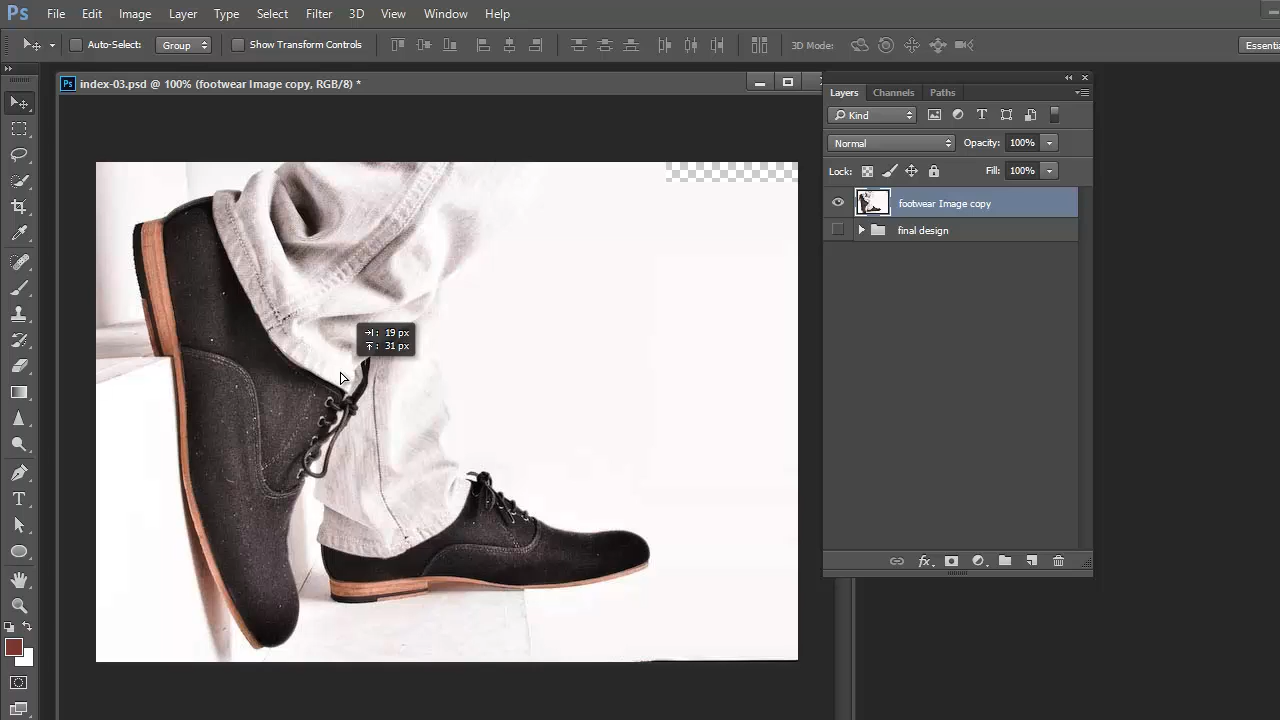 Ps File Edit Image Layer Type Select Filter 3D View Window Help
Auto-Select: Group Show Transform Controls 3D Mode:
Ps index-03.psd @ 100% (footwear Image copy, RGB/8) *
Layers Channels Paths
Kind
Normal Opacity: 100%
Lock: Fill: 100%
footwear Image copy
final design
19 px
31 px
fx